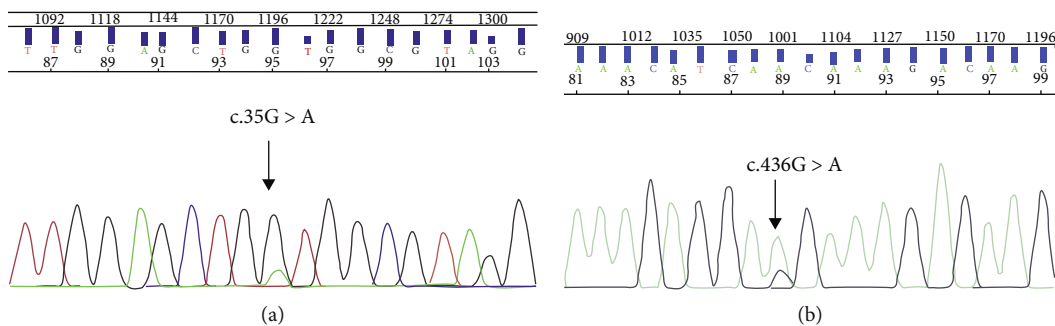 1092 1118 1144 1170 1196 1222 1248 1274 1300
T T G G A G C T G G T G G C G T A G G
87 89 91 93 95 97 99 101 103
c.35G > A
(a)
909 1012 1035 1050 1001 1104 1127 1150 1170 1196
A A A C A T C A A C A A A G A C A A G
81 83 85 87 89 91 93 95 97 99
c.436G > A
(b)